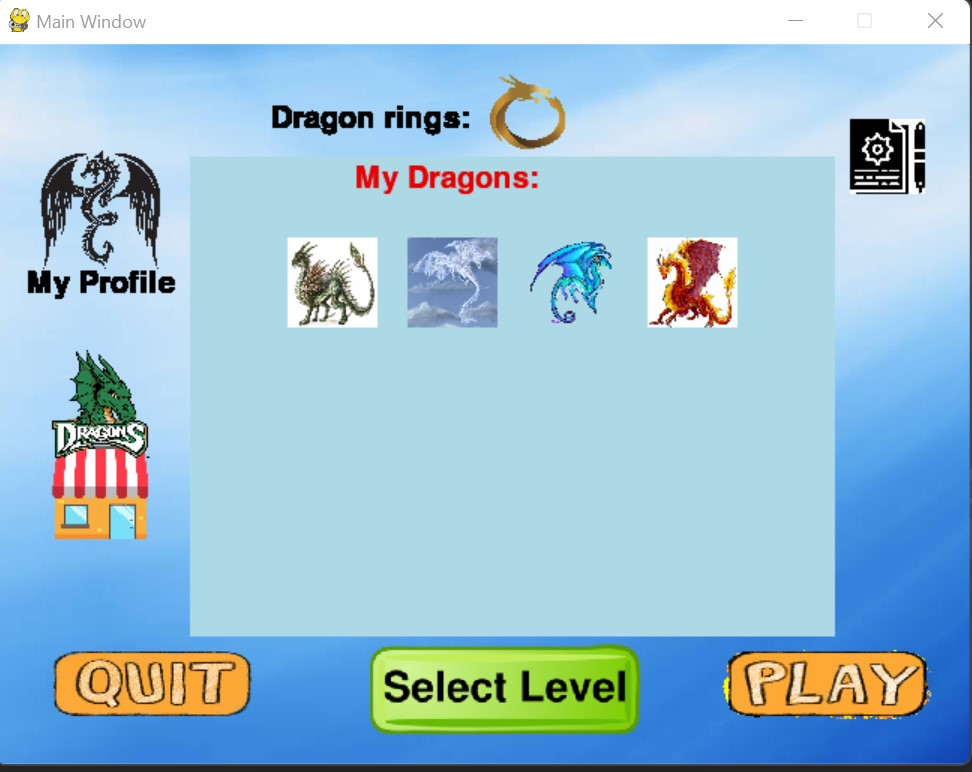 Main Window
Dragon rings:
My Dragons:
My Profile
DRAGONS
QUIT
Select Level
PLAY